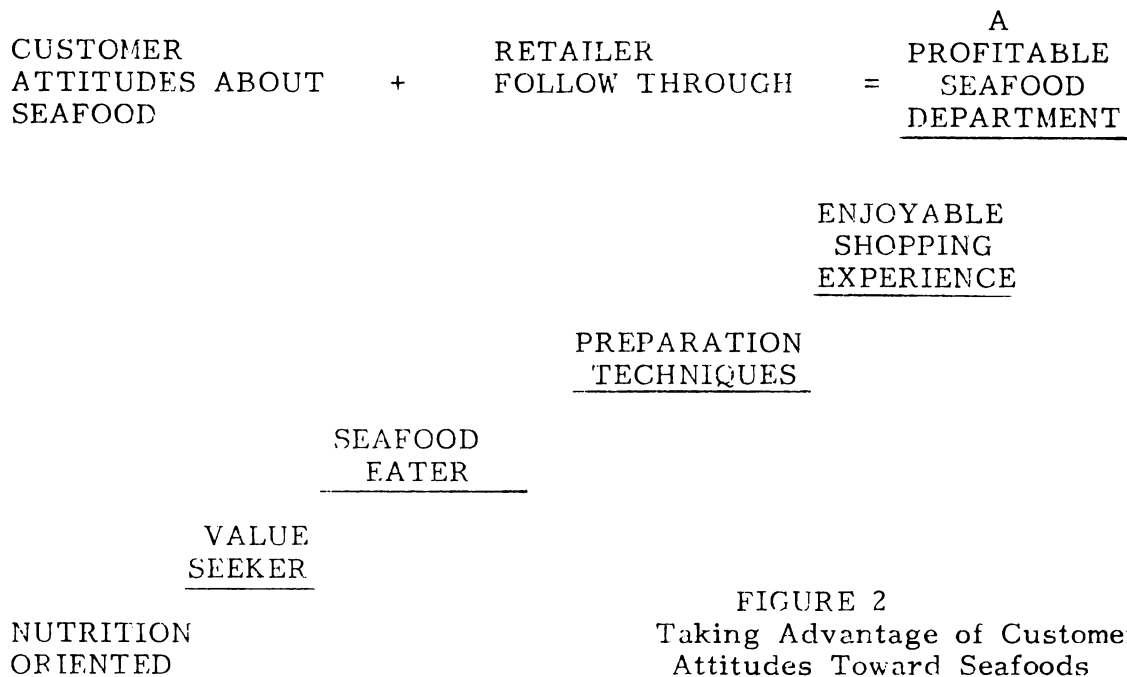 CUSTOMER
ATTITUDES ABOUT
SEAFOOD
+
RETAILER
FOLLOW THROUGH
=
A
PROFITABLE
SEAFOOD
DEPARTMENT
ENJOYABLE
SHOPPING
EXPERIENCE
PREPARATION
TECHNIQUES
SEAFOOD
EATER
VALUE
SEEKER
NUTRITION
ORIENTED
FIGURE 2
Taking Advantage of Customer
Attitudes Toward Seafoods